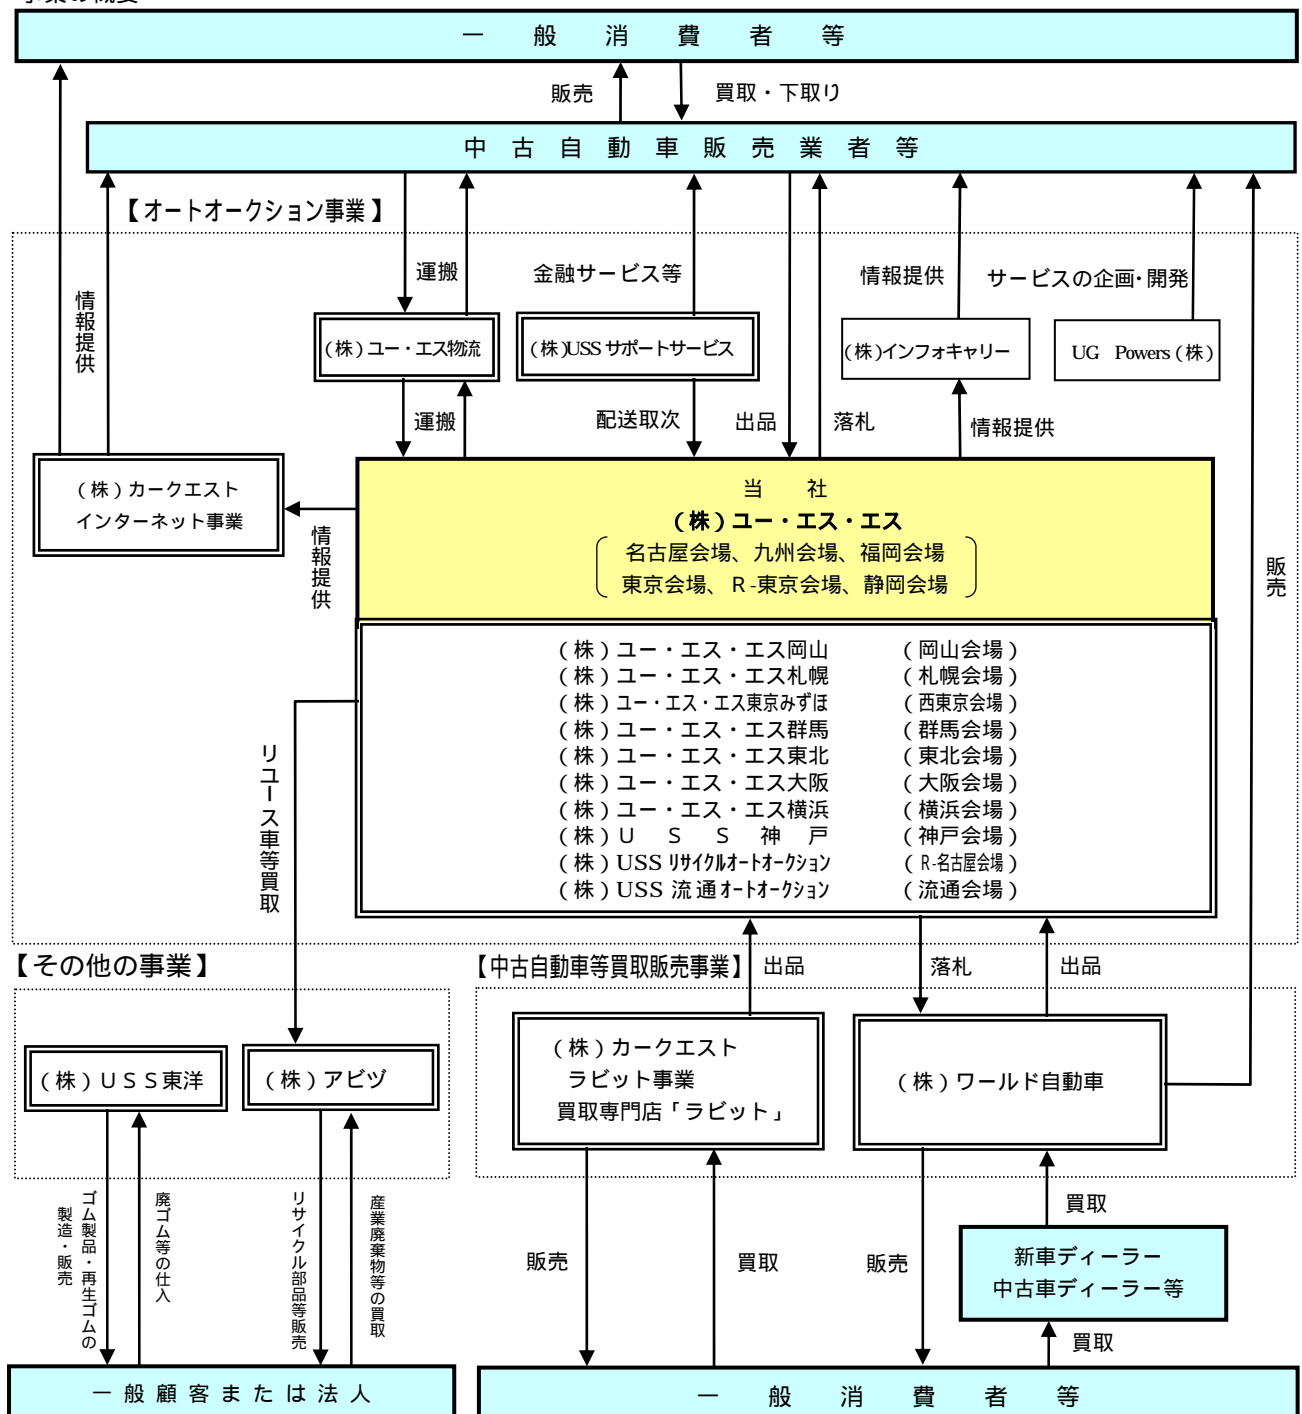 一般消費者等
販売
買取・下取り
中古自動車販売業者等
【オートオークション事業】
運搬
金融サービス等
情報提供
サービスの企画・開発
情報提供
(株)ユー・エス物流
(株)USS サポートサービス
(株)インフォキャリー
UG Powers (株)
運搬
配送取次
出品
落札
情報提供
(株)カークエスト
インターネット事業
情報提供
当社
(株)ユー・エス・エス
名古屋会場、九州会場、福岡会場
東京会場、R-東京会場、静岡会場
販売
(株)ユー・エス・エス岡山 (岡山会場)
(株)ユー・エス・エス札幌 (札幌会場)
(株)ユー・エス・エス東京みずほ (西東京会場)
(株)ユー・エス・エス群馬 (群馬会場)
(株)ユー・エス・エス東北 (東北会場)
(株)ユー・エス・エス大阪 (大阪会場)
(株)ユー・エス・エス横浜 (横浜会場)
(株)USS神戸 (神戸会場)
(株)USS リサイクルオートオークション (R-名古屋会場)
(株)USS 流通オートオークション (流通会場)
リユース車等買取
【その他の事業】
【中古自動車等買取販売事業】
出品
落札
出品
(株)USS東洋
(株)アビヅ
(株)カークエスト
ラビット事業
買取専門店「ラビット」
(株)ワールド自動車
ゴム製品・再生ゴムの
製造・販売
廃ゴム等の仕入
リサイクル部品等販売
産業廃棄物等の買取
販売
買取
販売
買取
新車ディーラー
中古車ディーラー等
買取
一般顧客または法人
一般消費者等